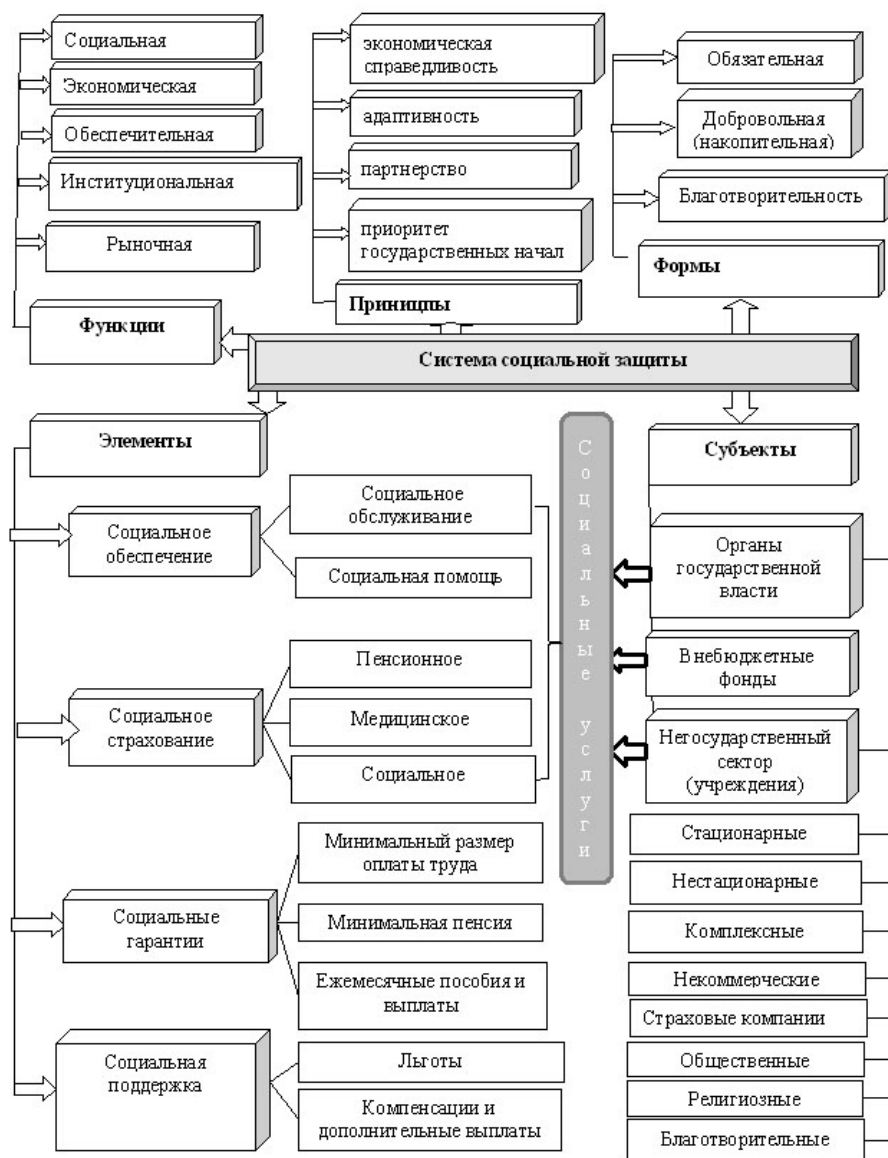 Социальная
Экономическая
Обеспечительная
Институциональная
Рыночная
Функции
экономическая
справедливость
адаптивность
партнерство
приоритет
государственных начал
Приниципы
Обязательная
Добровольная
(накопительная)
Благотворительность
Формы
Система социальной защиты
Элементы
Социальное
обеспечение
Социальное
обслуживание
Социальная помощь
Социальное
страхование
Пенсионное
Медицинское
Социальное
Социальные
гарантии
Минимальный размер
оплаты труда
Минимальная пенсия
Ежемесячные пособия и
выплаты
Социальная
поддержка
Льготы
Компенсации и
дополнительные выплаты
Социальные услуги
Субъекты
Органы
государственной
власти
Внебюджетные
фонды
Негосударственный
сектор
(учреждения)
Стационарные
Нестационарные
Комплексные
Некоммерческие
Страховые компании
Общественные
Религиозные
Благотворительные